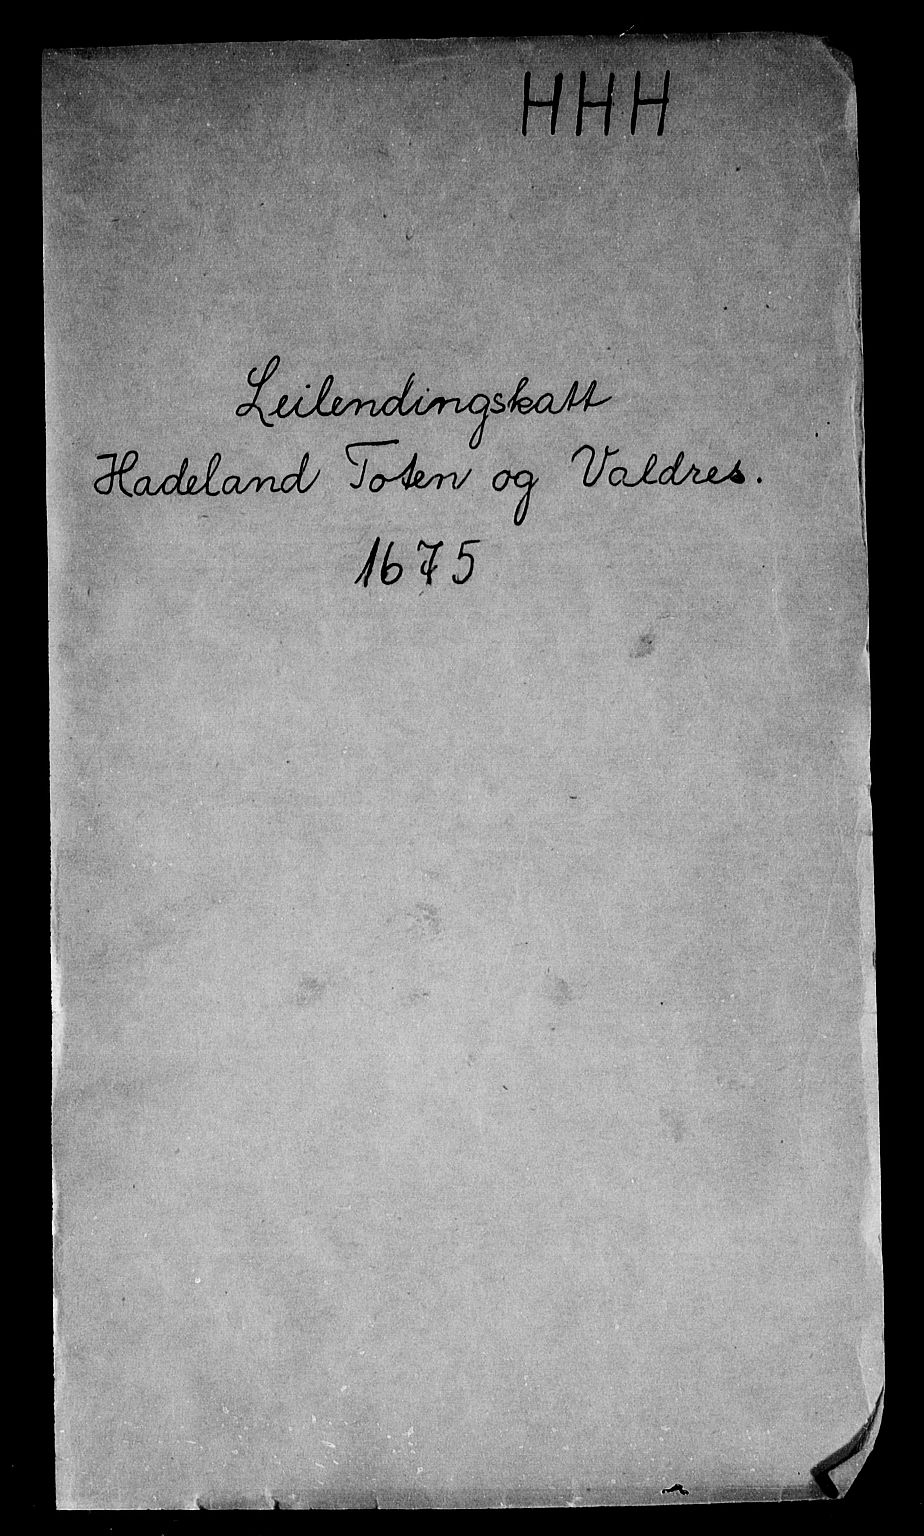 HHH
Leilendingskatt
Hadeland Toten og Valdres.
1675